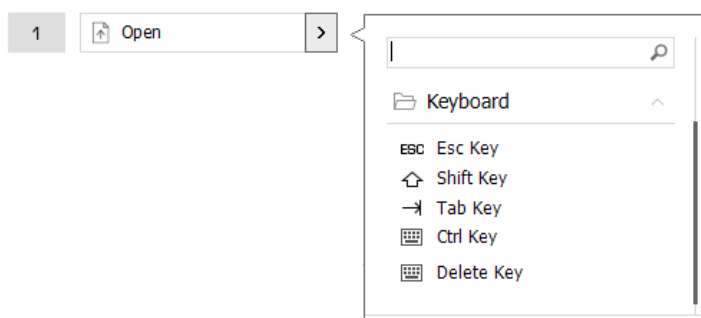 1
Open
Keyboard
ESC Esc Key
Shift Key
Tab Key
Ctrl Key
Delete Key